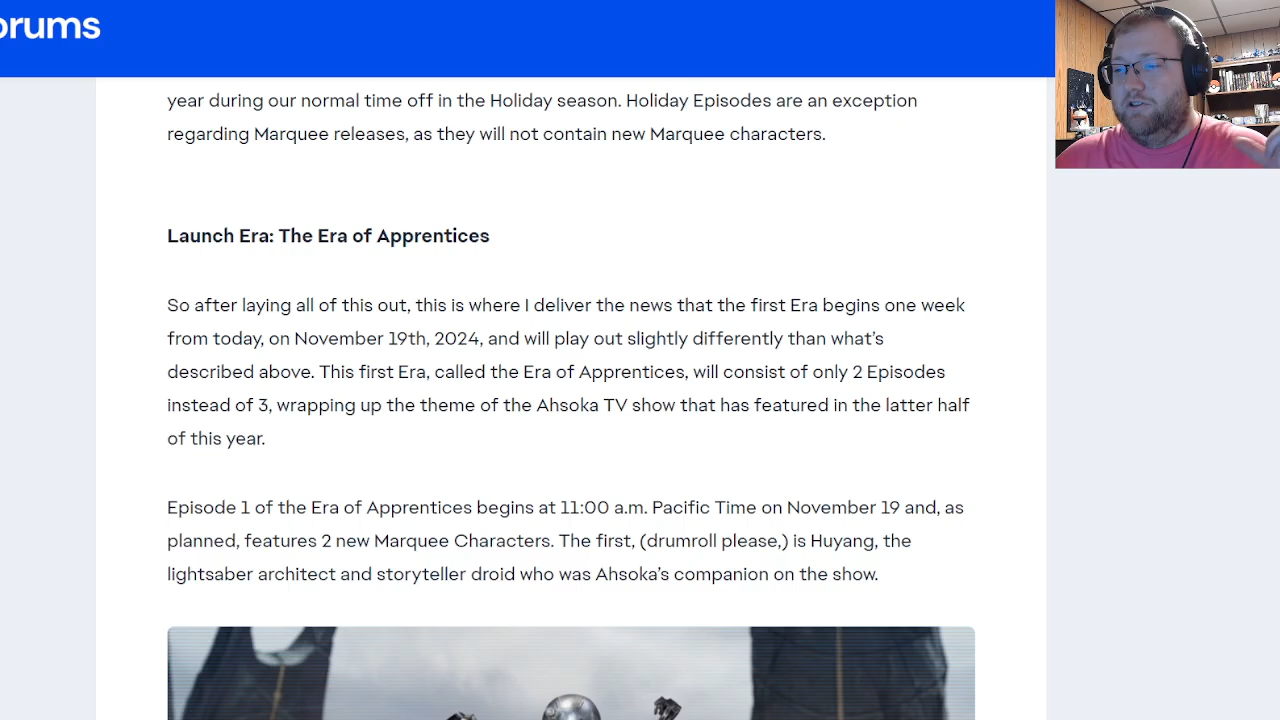 orums
year during our normal time off in the Holiday season. Holiday Episodes are an exception
regarding Marquee releases, as they will not contain new Marquee characters.
Launch Era: The Era of Apprentices
So after laying all of this out, this is where I deliver the news that the first Era begins one week
from today, on November 19th, 2024, and will play out slightly differently than what’s
described above. This first Era, called the Era of Apprentices, will consist of only 2 Episodes
instead of 3, wrapping up the theme of the Ahsoka TV show that has featured in the latter half
of this year.
Episode 1 of the Era of Apprentices begins at 11:00 a.m. Pacific Time on November 19 and, as
planned, features 2 new Marquee Characters. The first, (drumroll please,) is Huyang, the
lightsaber architect and storyteller droid who was Ahsoka’s companion on the show.